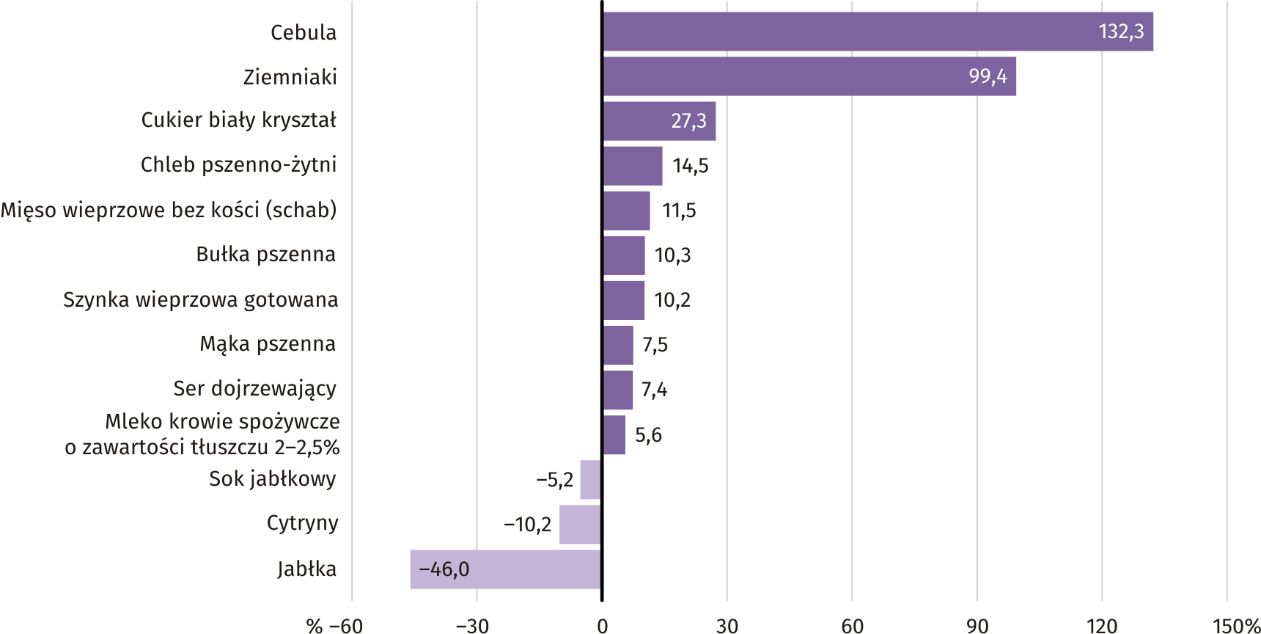 Cebula 132,3
Ziemniaki 99,4
Cukier biały kryształ 27,3
Chleb pszenno-żytni 14,5
Mięso wieprzowe bez kości (schab) 11,5
Bułka pszenna 10,3
Szynka wieprzowa gotowana 10,2
Mąka pszenna 7,5
Ser dojrzewający 7,4
Mleko krowie spożywcze
o zawartości tłuszczu 2–2,5% 5,6
Sok jabłkowy –5,2
Cytryny –10,2
Jabłka –46,0
% –60 –30 0 30 60 90 120 150%